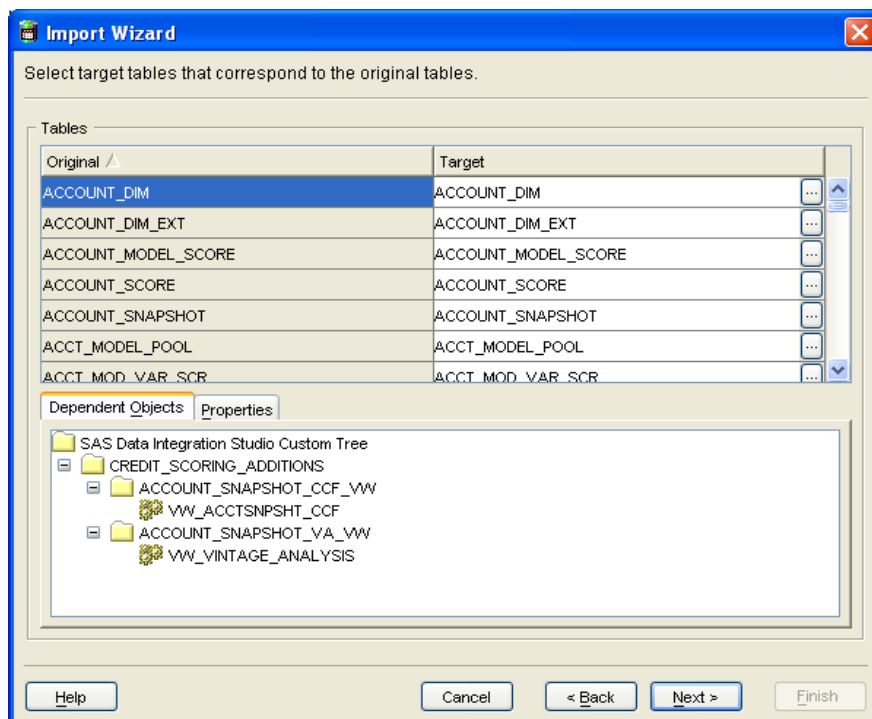 Import Wizard
Select target tables that correspond to the original tables.
Tables
Original Target
ACCOUNT_DIM ACCOUNT_DIM ...
ACCOUNT_DIM_EXT ACCOUNT_DIM_EXT ...
ACCOUNT_MODEL_SCORE ACCOUNT_MODEL_SCORE ...
ACCOUNT_SCORE ACCOUNT_SCORE ...
ACCOUNT_SNAPSHOT ACCOUNT_SNAPSHOT ...
ACCT_MODEL_POOL ACCT_MODEL_POOL ...
ACCT_MOD_VAR_SCR ACCT_MOD_VAR_SCR ...
Dependent Objects Properties
SAS Data Integration Studio Custom Tree
CREDIT_SCORING_ADDITIONS
ACCOUNT_SNAPSHOT_CCF_VW
VW_ACCTSNPSHT_CCF
ACCOUNT_SNAPSHOT_VA_VW
VW_VINTAGE_ANALYSIS
Help Cancel < Back Next > Finish